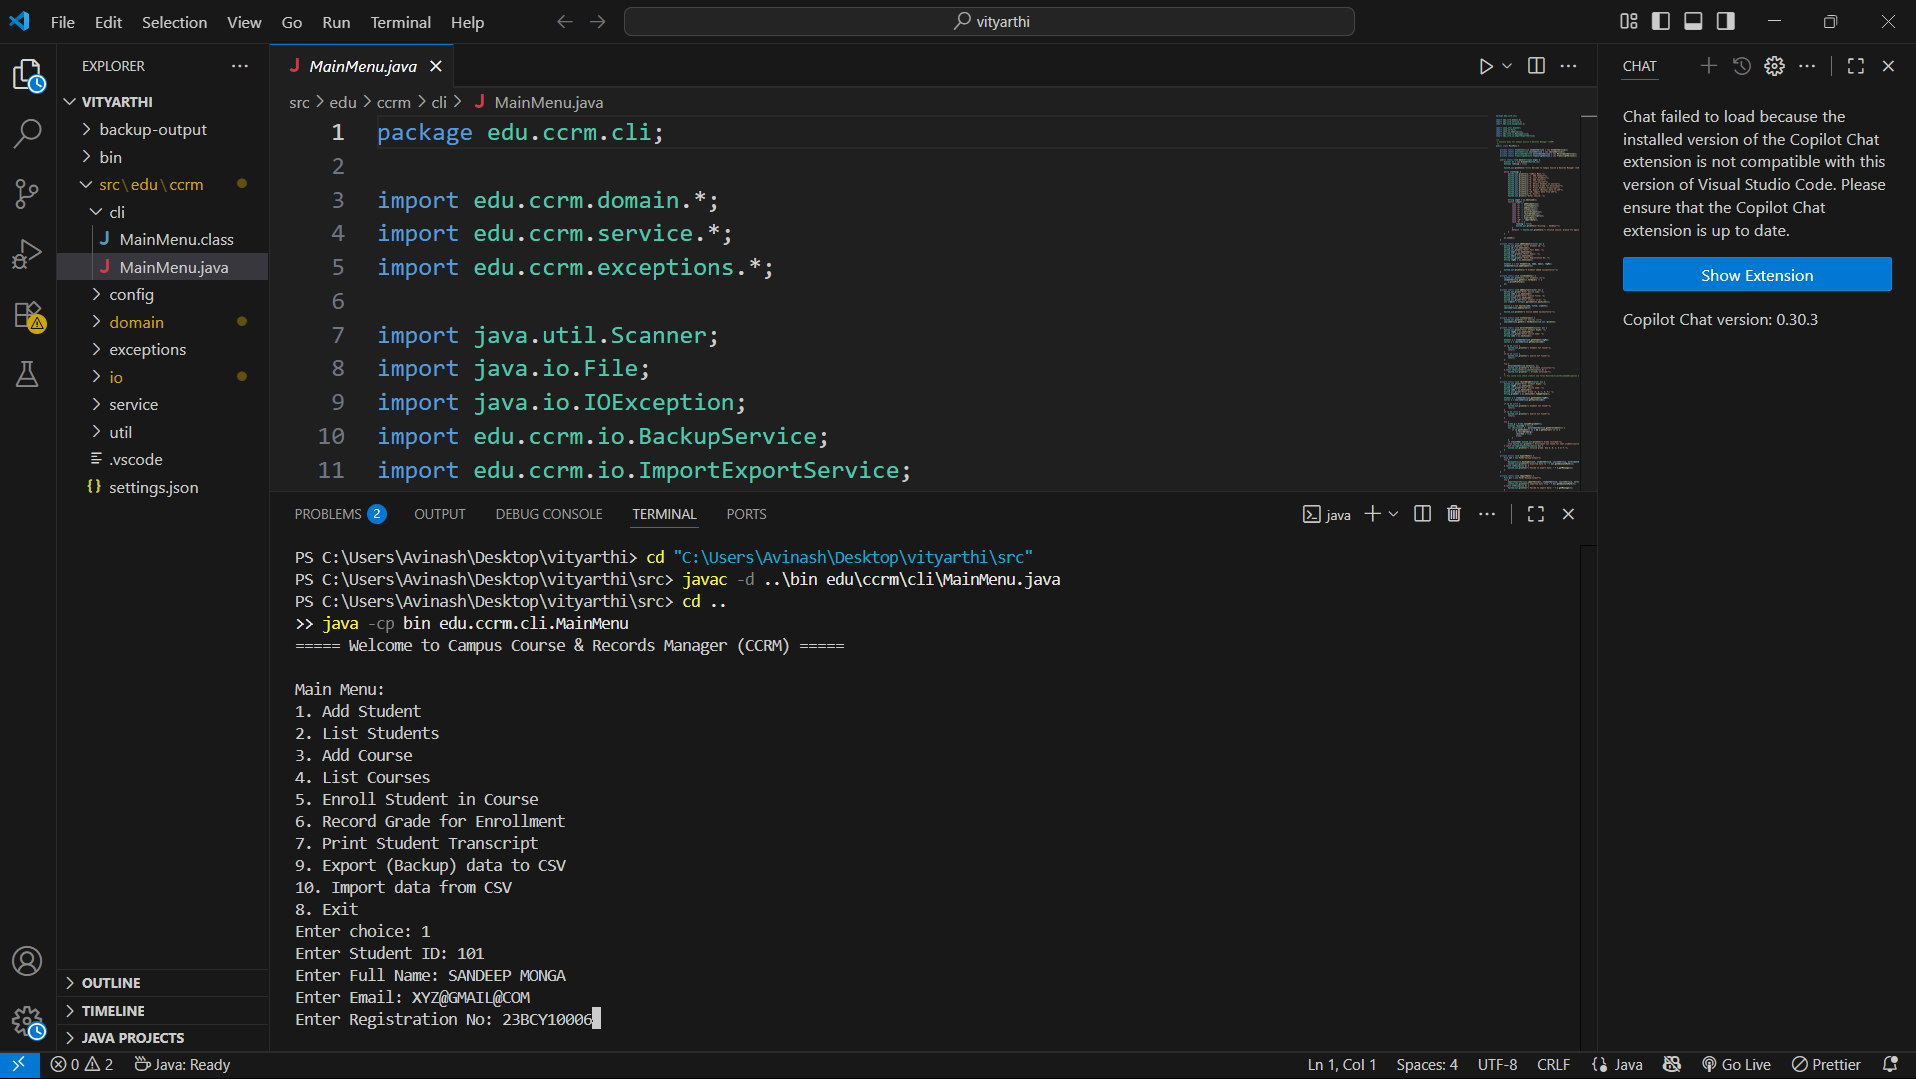 File Edit Selection View Go Run Terminal Help
vityarthi
EXPLORER
VITYARTHI
backup-output
bin
src\edu\ccrm
cli
MainMenu.class
MainMenu.java
config
domain
exceptions
io
service
util
.vscode
settings.json
OUTLINE
TIMELINE
JAVA PROJECTS
MainMenu.java
src > edu > ccrm > cli > MainMenu.java
1 package edu.ccrm.cli;
2
3 import edu.ccrm.domain.*;
4 import edu.ccrm.service.*;
5 import edu.ccrm.exceptions.*;
6
7 import java.util.Scanner;
8 import java.io.File;
9 import java.io.IOException;
10 import edu.ccrm.io.BackupService;
11 import edu.ccrm.io.ImportExportService;
PROBLEMS 2 OUTPUT DEBUG CONSOLE TERMINAL PORTS
java
PS C:\Users\Avinash\Desktop\vityarthi> cd "C:\Users\Avinash\Desktop\vityarthi\src"
PS C:\Users\Avinash\Desktop\vityarthi\src> javac -d ..\bin edu\ccrm\cli\MainMenu.java
PS C:\Users\Avinash\Desktop\vityarthi\src> cd ..
>> java -cp bin edu.ccrm.cli.MainMenu
===== Welcome to Campus Course & Records Manager (CCRM) =====
Main Menu:
1. Add Student
2. List Students
3. Add Course
4. List Courses
5. Enroll Student in Course
6. Record Grade for Enrollment
7. Print Student Transcript
9. Export (Backup) data to CSV
10. Import data from CSV
8. Exit
Enter choice: 1
Enter Student ID: 101
Enter Full Name: SANDEEP MONGA
Enter Email: XYZ@GMAIL@COM
Enter Registration No: 23BCY10006
CHAT
Chat failed to load because the
installed version of the Copilot Chat
extension is not compatible with this
version of Visual Studio Code. Please
ensure that the Copilot Chat
extension is up to date.
Show Extension
Copilot Chat version: 0.30.3
0 2 Java: Ready
Ln 1, Col 1 Spaces: 4 UTF-8 CRLF Java Go Live Prettier